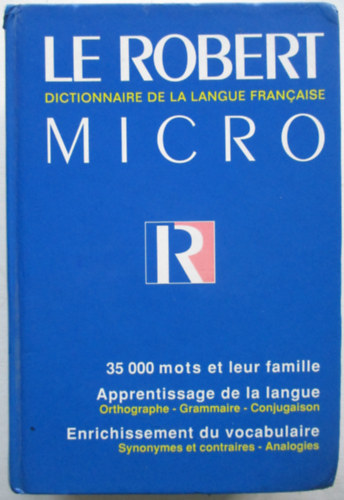 LE ROBERT
DICTIONNAIRE DE LA LANGUE FRANÇAISE
MICRO
R
35 000 mots et leur famille
Apprentissage de la langue
Orthographe - Grammaire - Conjugaison
Enrichissement du vocabulaire
Synonymes et contraires - Analogies